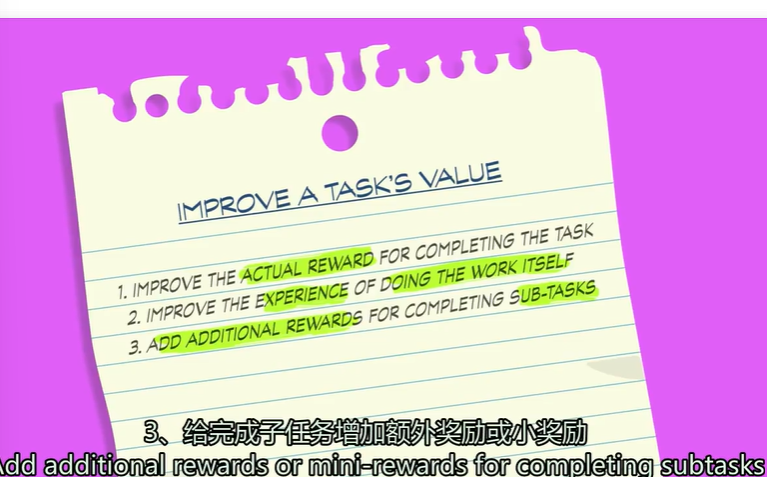 IMPROVE A TASK'S VALUE
1. IMPROVE THE ACTUAL REWARD FOR COMPLETING THE TASK
2. IMPROVE THE EXPERIENCE OF DOING THE WORK ITSELF
3. ADD ADDITIONAL REWARDS FOR COMPLETING SUB-TASKS
3、给完成子任务增加额外奖励或小奖励
Add additional rewards or mini-rewards for completing subtasks